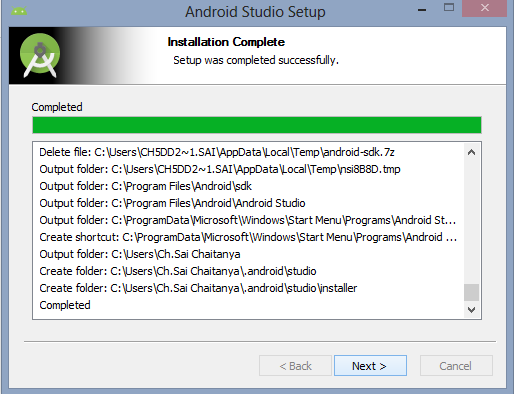 Android Studio Setup
Installation Complete
Setup was completed successfully.
Completed
Delete file: C:\Users\CH5DD2~1.SAI\AppData\Local\Temp\android-sdk.7z
Output folder: C:\Users\CH5DD2~1.SAI\AppData\Local\Temp\nsi8B8D.tmp
Output folder: C:\Program Files\Android\sdk
Output folder: C:\Program Files\Android\Android Studio
Output folder: C:\ProgramData\Microsoft\Windows\Start Menu\Programs\Android St...
Create shortcut: C:\ProgramData\Microsoft\Windows\Start Menu\Programs\Android ...
Output folder: C:\Users\Ch.Sai Chaitanya
Create folder: C:\Users\Ch.Sai Chaitanya\.android\studio
Create folder: C:\Users\Ch.Sai Chaitanya\.android\studio\installer
Completed
< Back
Next >
Cancel